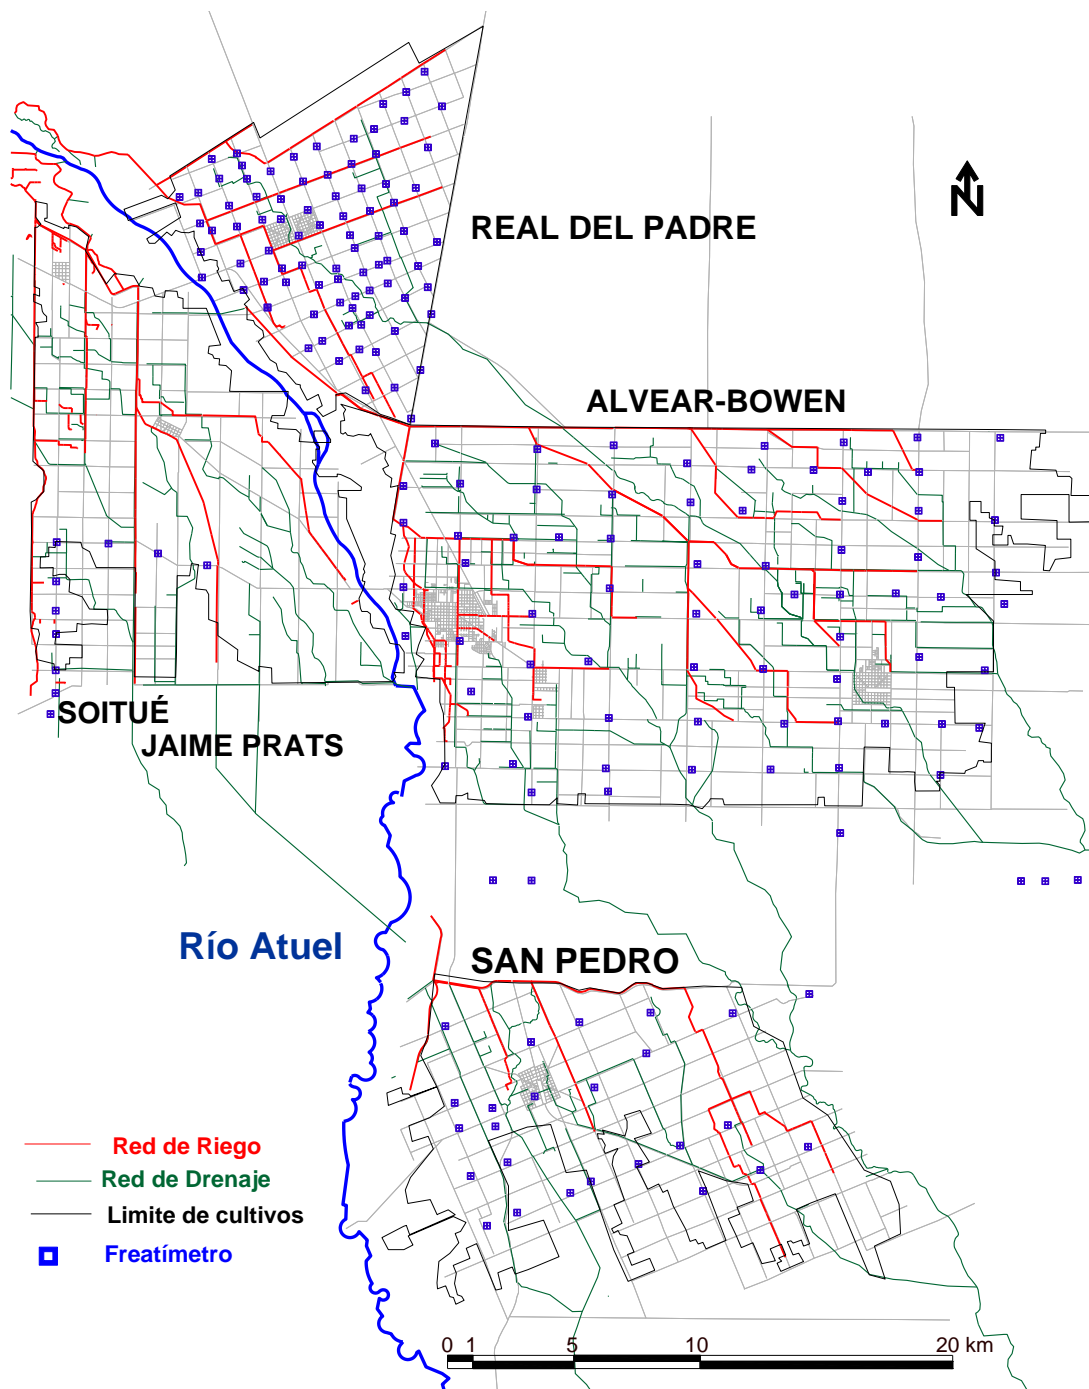 N
REAL DEL PADRE
ALVEAR-BOWEN
SOITUÉ
JAIME PRATS
Río Atuel
SAN PEDRO
Red de Riego
Red de Drenaje
Limite de cultivos
Freatímetro
0 1 5 10 20 km